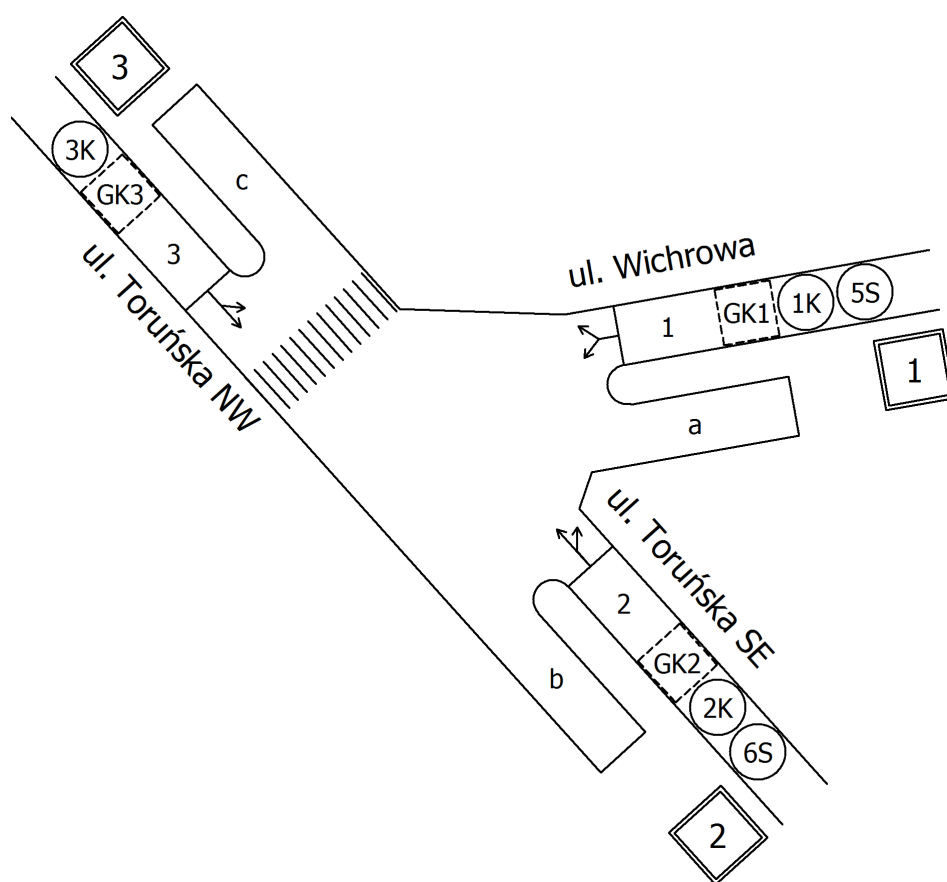 3
3K
c
GK3
3
ul. Toruńska NW
ul. Wichrowa
1
GK1
1K
5S
1
a
ul. Toruńska SE
2
GK2
b
2K
6S
2